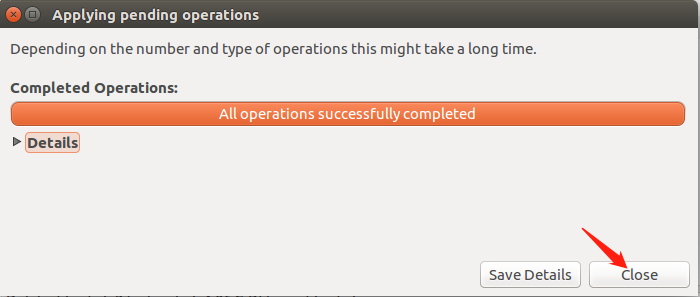 Applying pending operations
Depending on the number and type of operations this might take a long time.
Completed Operations:
All operations successfully completed
Details
Save Details
Close